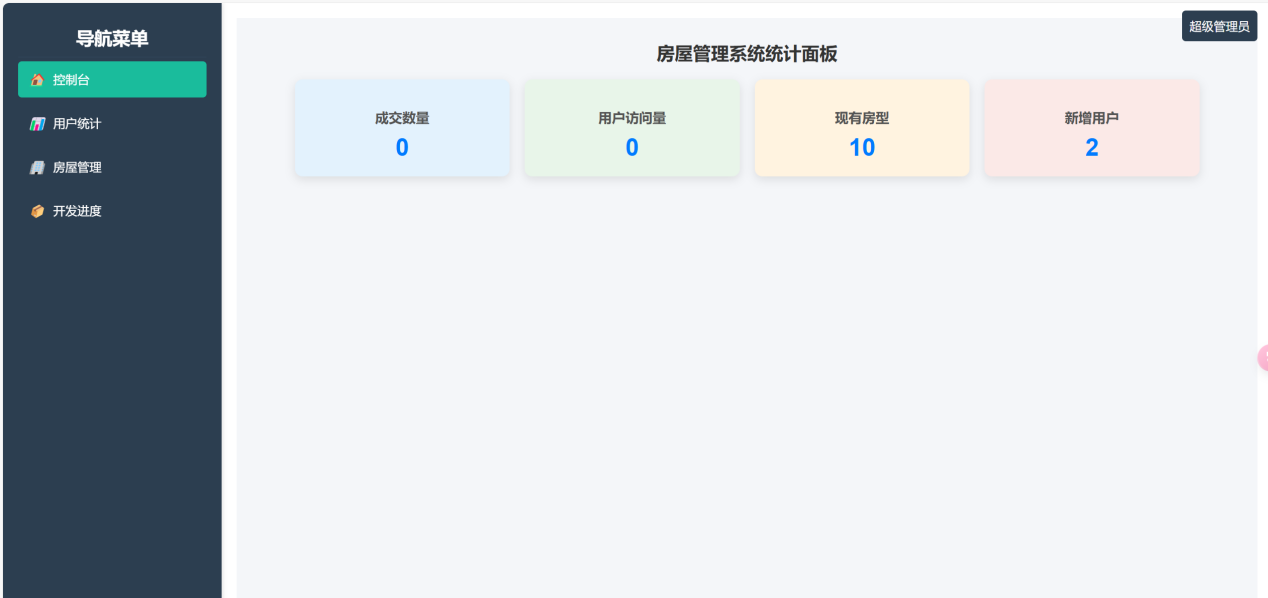 导航菜单
控制台
用户统计
房屋管理
开发进度
超级管理员
房屋管理系统统计面板
成交数量
0
用户访问量
0
现有房型
10
新增用户
2